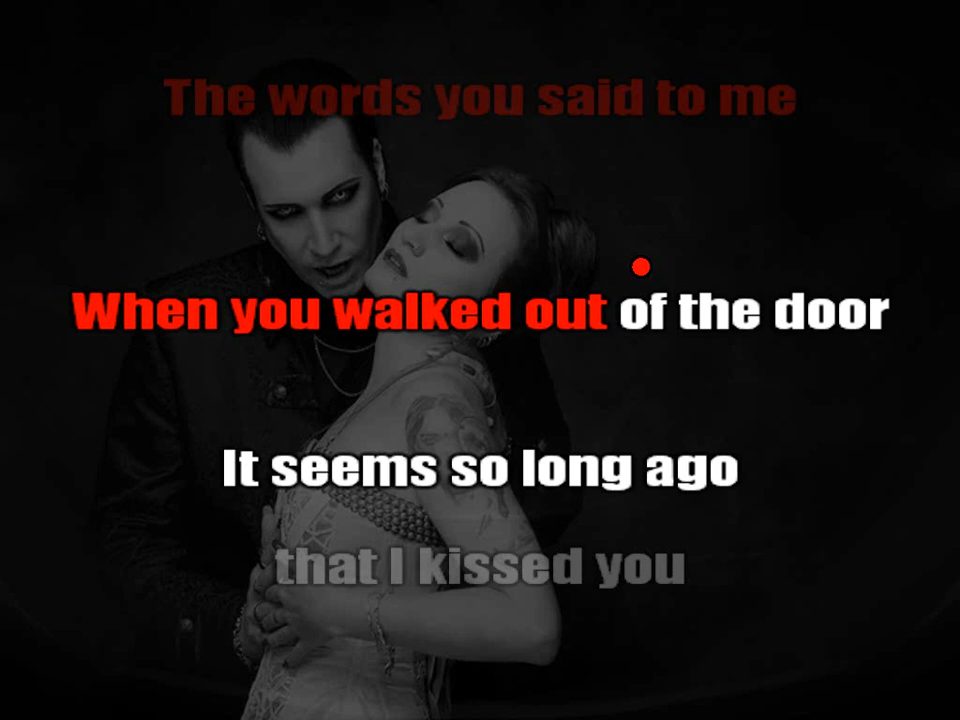 The words you said to me
When you walked out of the door
It seems so long ago
that I kissed you